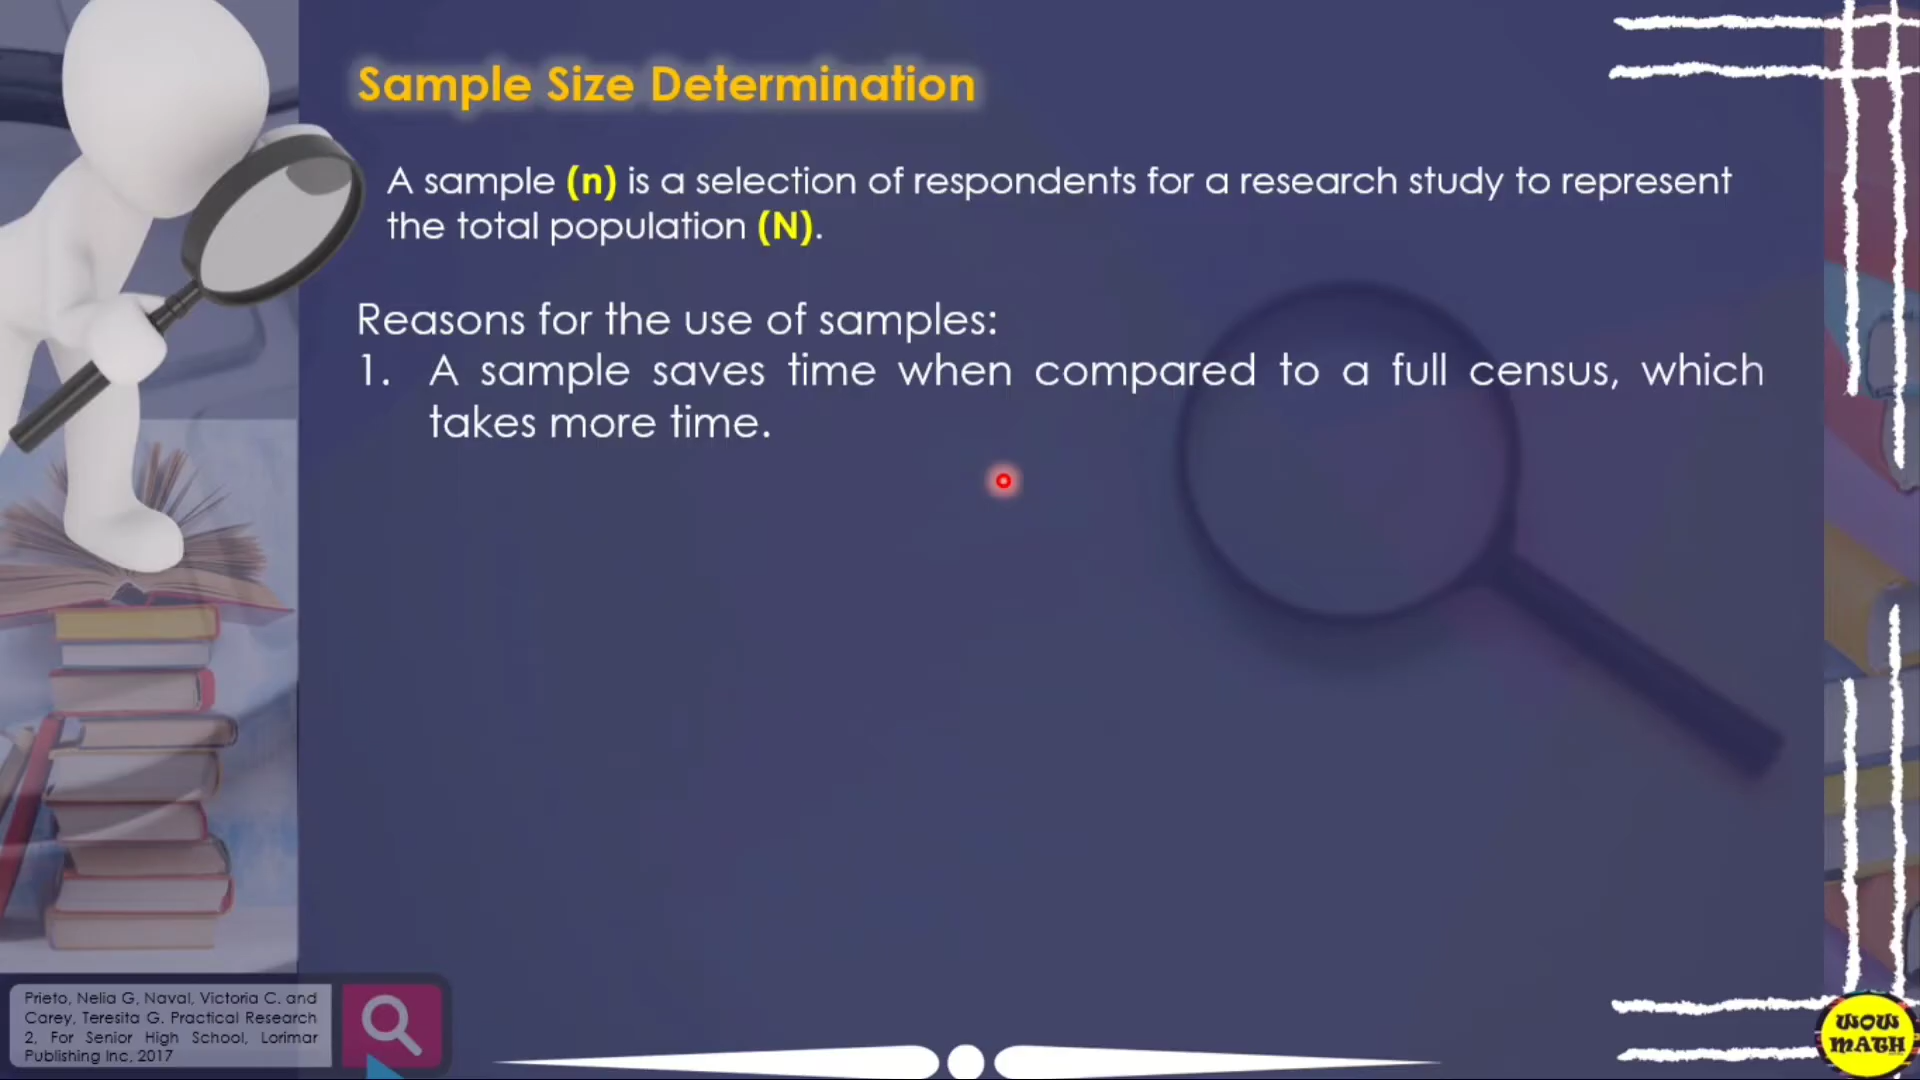 Sample Size Determination
A sample (n) is a selection of respondents for a research study to represent
the total population (N).
Reasons for the use of samples:
1. A sample saves time when compared to a full census, which
takes more time.
Prieto, Nelia G, Naval, Victoria C. and
Carey, Teresita G. Practical Research
2, For Senior High School, Lorimar
Publishing Inc, 2017
WOW
MATH